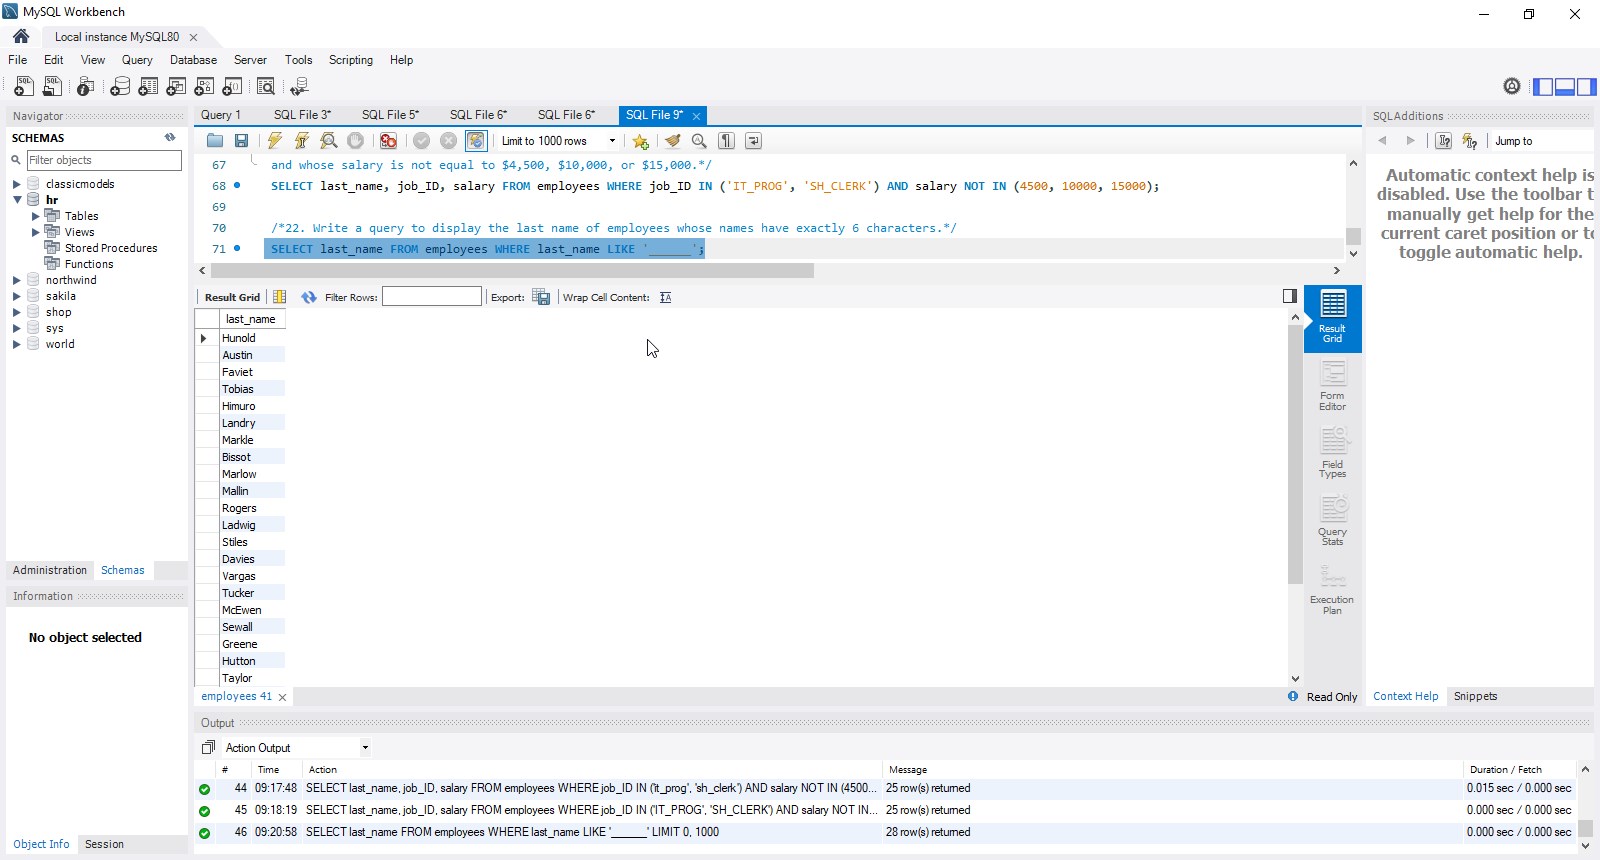 MySQL Workbench
Local instance MySQL80
File Edit View Query Database Server Tools Scripting Help
Navigator
SCHEMAS
Filter objects
classicmodels
hr
Tables
Views
Stored Procedures
Functions
northwind
sakila
shop
sys
world
Administration Schemas
Information
No object selected
Object Info Session
Query 1 SQL File 3* SQL File 5* SQL File 6* SQL File 6* SQL File 9*
Limit to 1000 rows
67 and whose salary is not equal to $4,500, $10,000, or $15,000.*/
68 SELECT last_name, job_ID, salary FROM employees WHERE job_ID IN ('IT_PROG', 'SH_CLERK') AND salary NOT IN (4500, 10000, 15000);
69
70 /*22. Write a query to display the last name of employees whose names have exactly 6 characters.*/
71 SELECT last_name FROM employees WHERE last_name LIKE '______';
Result Grid Filter Rows: Export: Wrap Cell Content:
last_name
Hunold
Austin
Faviet
Tobias
Himuro
Landry
Markle
Bissot
Marlow
Mallin
Rogers
Ladwig
Stiles
Davies
Vargas
Tucker
McEwen
Sewall
Greene
Hutton
Taylor
Result
Grid
Form
Editor
Field
Types
Query
Stats
Execution
Plan
employees 41
Read Only
SQLAdditions
Jump to
Automatic context help is
disabled. Use the toolbar t
manually get help for the
current caret position or to
toggle automatic help.
Context Help Snippets
Output
Action Output
# Time Action Message Duration / Fetch
44 09:17:48 SELECT last_name, job_ID, salary FROM employees WHERE job_ID IN ('it_prog', 'sh_clerk') AND salary NOT IN (4500... 25 row(s) returned 0.015 sec / 0.000 sec
45 09:18:19 SELECT last_name, job_ID, salary FROM employees WHERE job_ID IN ('IT_PROG', 'SH_CLERK') AND salary NOT IN... 25 row(s) returned 0.000 sec / 0.000 sec
46 09:20:58 SELECT last_name FROM employees WHERE last_name LIKE '______' LIMIT 0, 1000 28 row(s) returned 0.000 sec / 0.000 sec